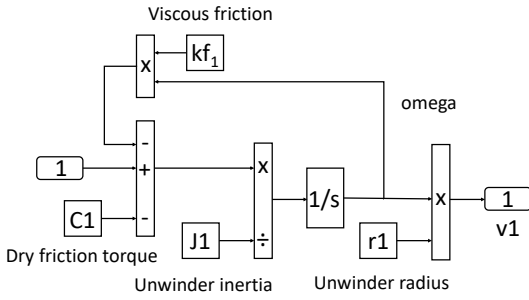 Viscous friction
kf₁
x
omega
-
1
+
x
1/s
x
1
C1
-
J1
÷
r1
v1
Dry friction torque
Unwinder inertia
Unwinder radius